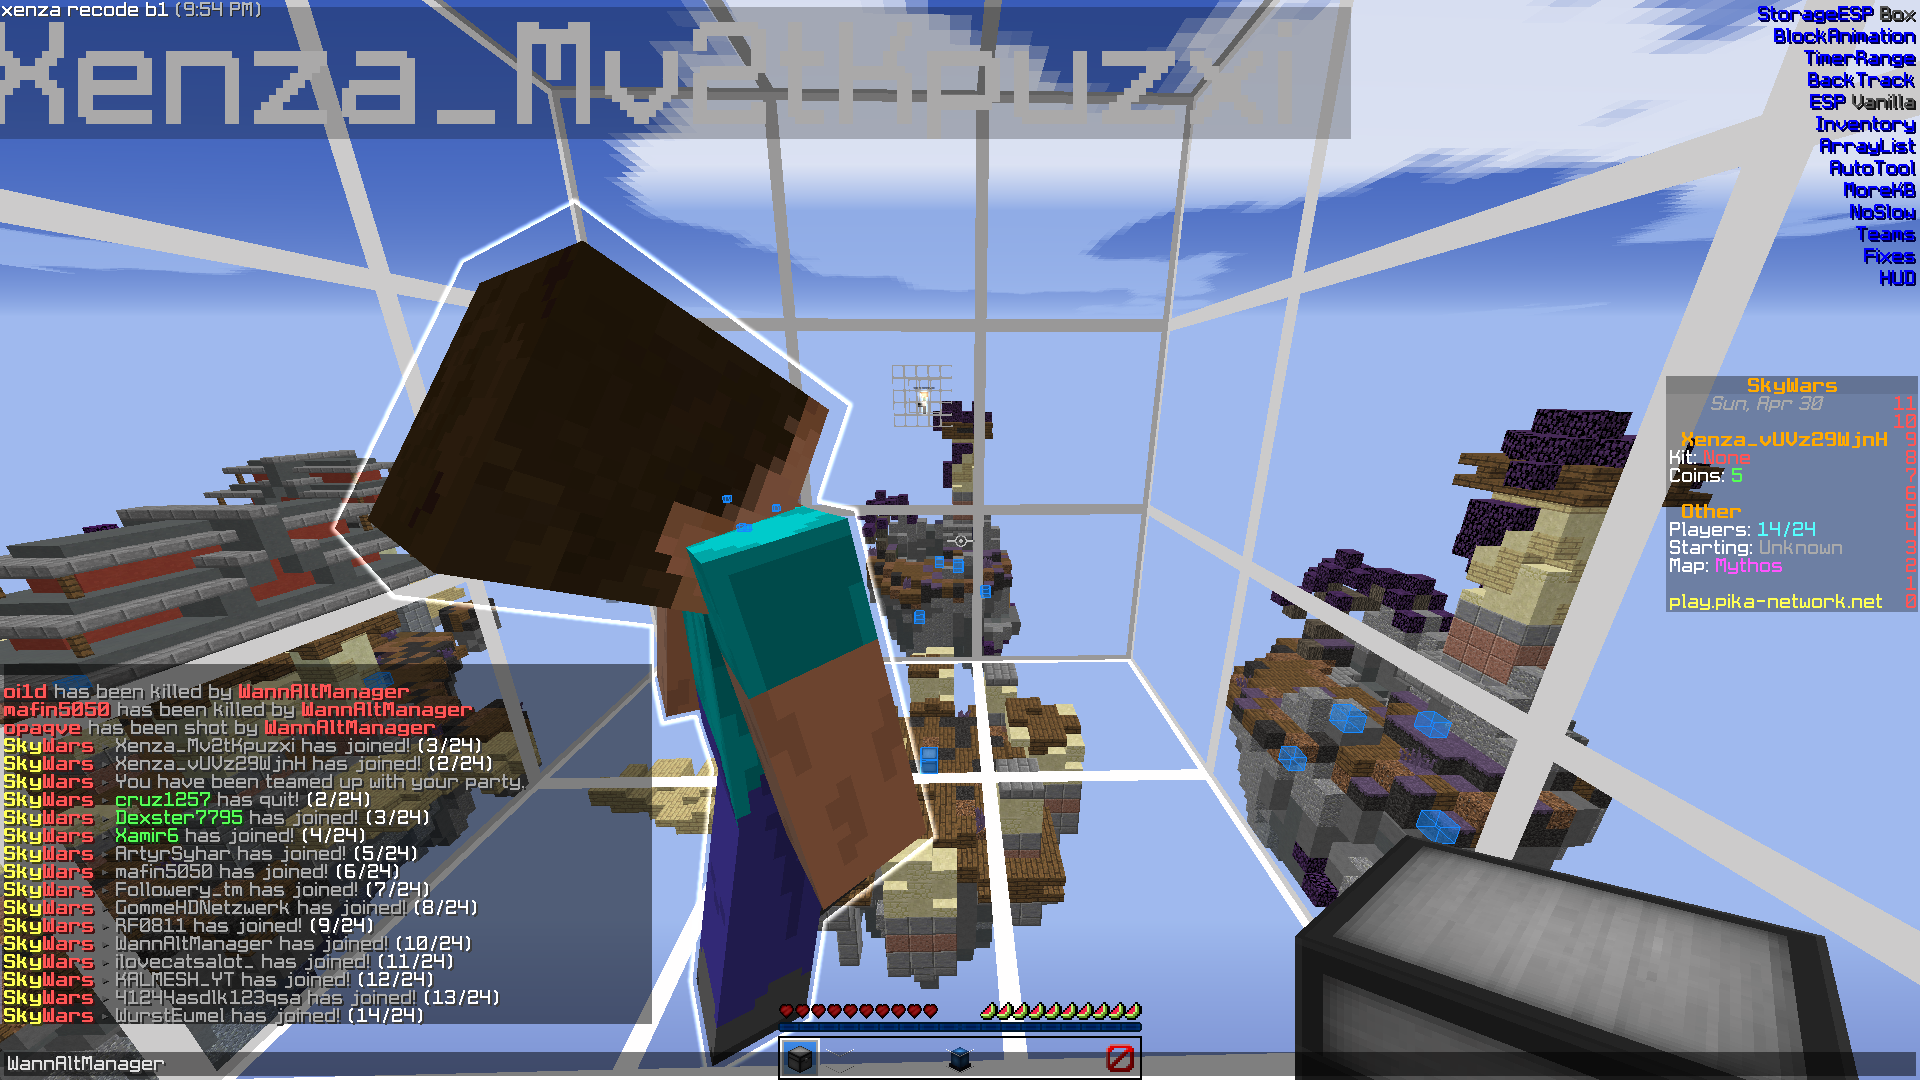 xenza recode b1 (9:54 PM)
Xenza_Mv2tKpuzxi
StorageESP Box
BlockAnimation
TimerRange
BackTrack
ESP Vanilla
Inventory
ArrayList
AutoTool
MoreKB
NoSlow
Teams
Fixes
HUD
SkyWars
Sun, Apr 30 11
10
Xenza_vUVz29WjnH 9
Kit: None 8
Coins: 5 7
6
Other 5
Players: 14/24 4
Starting: Unknown 3
Map: Mythos 2
1
play.pika-network.net 0
oi1d has been killed by WannAltManager
mafin5050 has been killed by WannAltManager
opaqve has been shot by WannAltManager
SkyWars ▸ Xenza_Mv2tKpuzxi has joined! (3/24)
SkyWars ▸ Xenza_vUVz29WjnH has joined! (2/24)
SkyWars ▸ You have been teamed up with your party.
SkyWars ▸ cruz1257 has quit! (2/24)
SkyWars ▸ Dexster7795 has joined! (3/24)
SkyWars ▸ Xamir6 has joined! (4/24)
SkyWars ▸ ArtyrSyhar has joined! (5/24)
SkyWars ▸ mafin5050 has joined! (6/24)
SkyWars ▸ Followery_tm has joined! (7/24)
SkyWars ▸ GommeHDNetzwerk has joined! (8/24)
SkyWars ▸ RF0811 has joined! (9/24)
SkyWars ▸ WannAltManager has joined! (10/24)
SkyWars ▸ ilovecatsalot_ has joined! (11/24)
SkyWars ▸ KALMESH_YT has joined! (12/24)
SkyWars ▸ 41244asdlk123qsa has joined! (13/24)
SkyWars ▸ WurstEumel has joined! (14/24)
WannAltManager